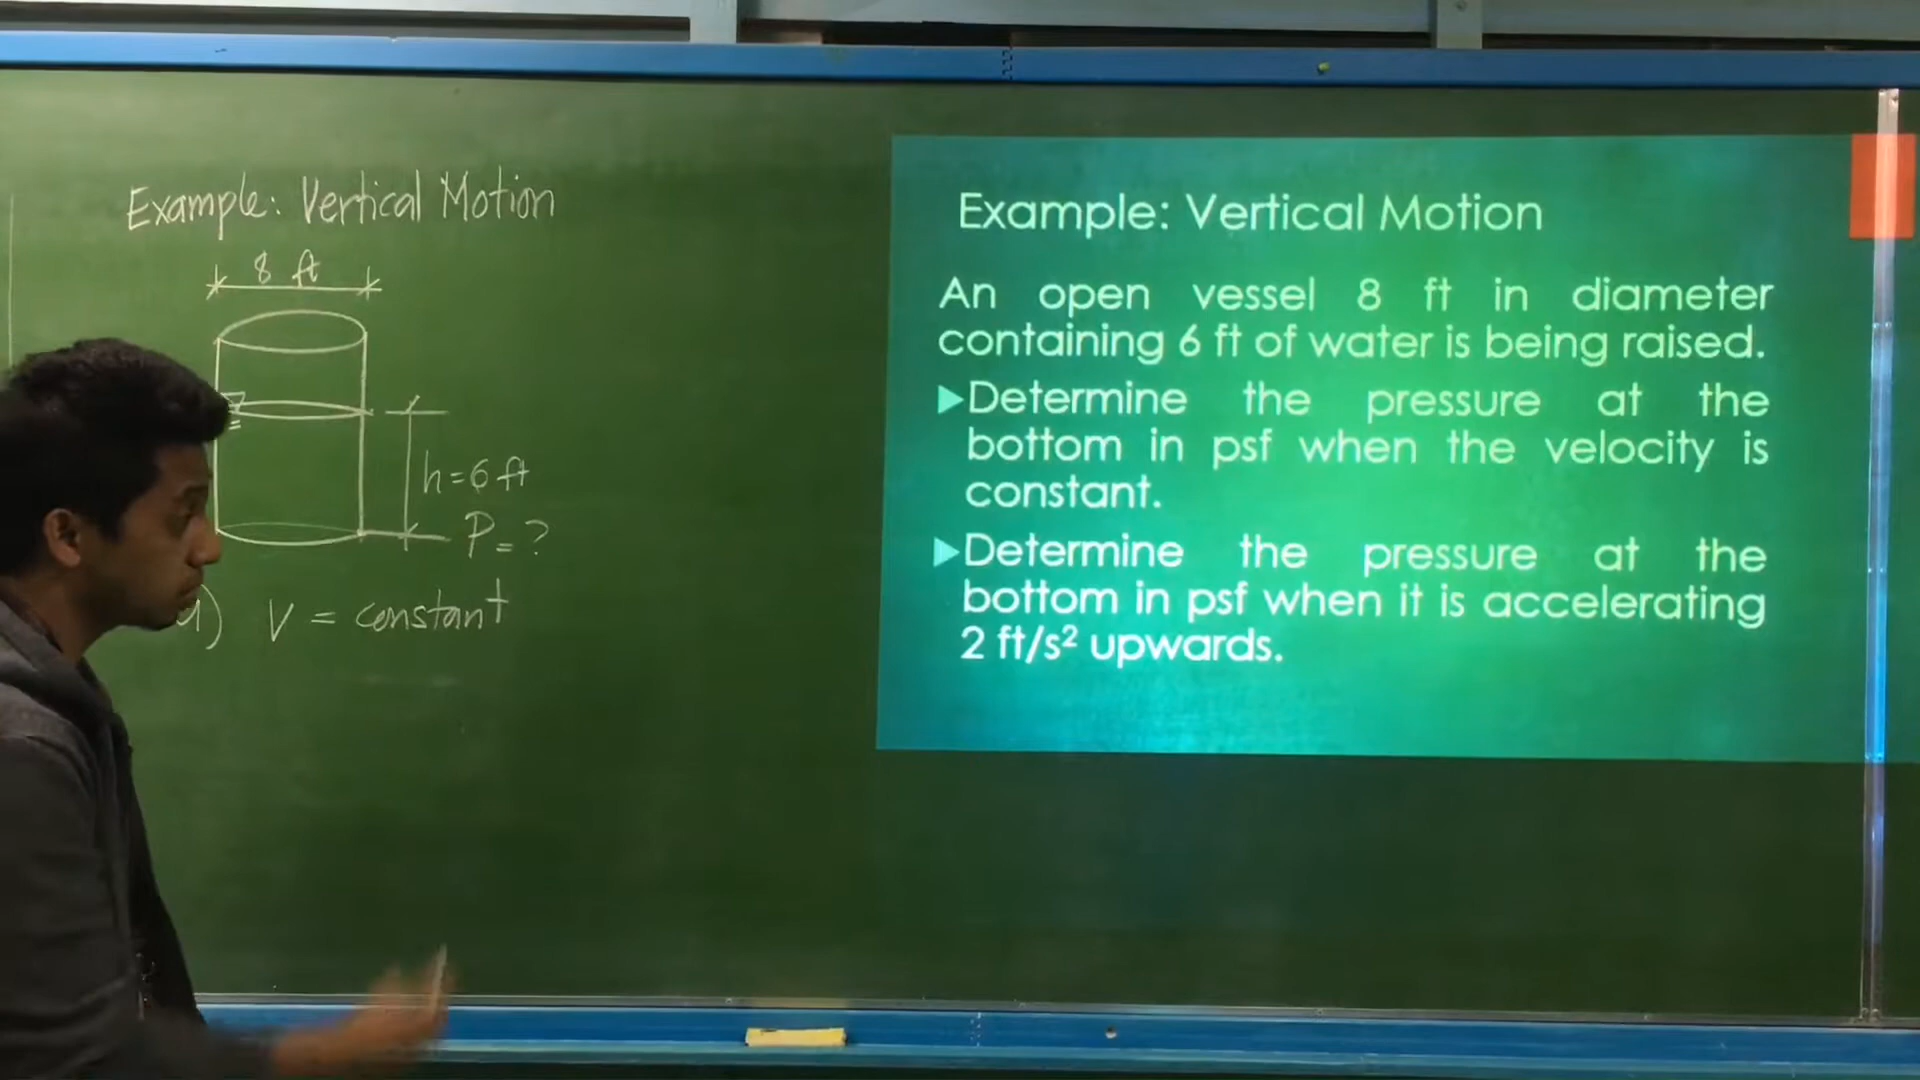 Example: Vertical Motion
8 ft
h=6 ft
P=?
a) V = constant
Example: Vertical Motion
An open vessel 8 ft in diameter
containing 6 ft of water is being raised.
▶Determine the pressure at the
bottom in psf when the velocity is
constant.
▶Determine the pressure at the
bottom in psf when it is accelerating
2 ft/s² upwards.